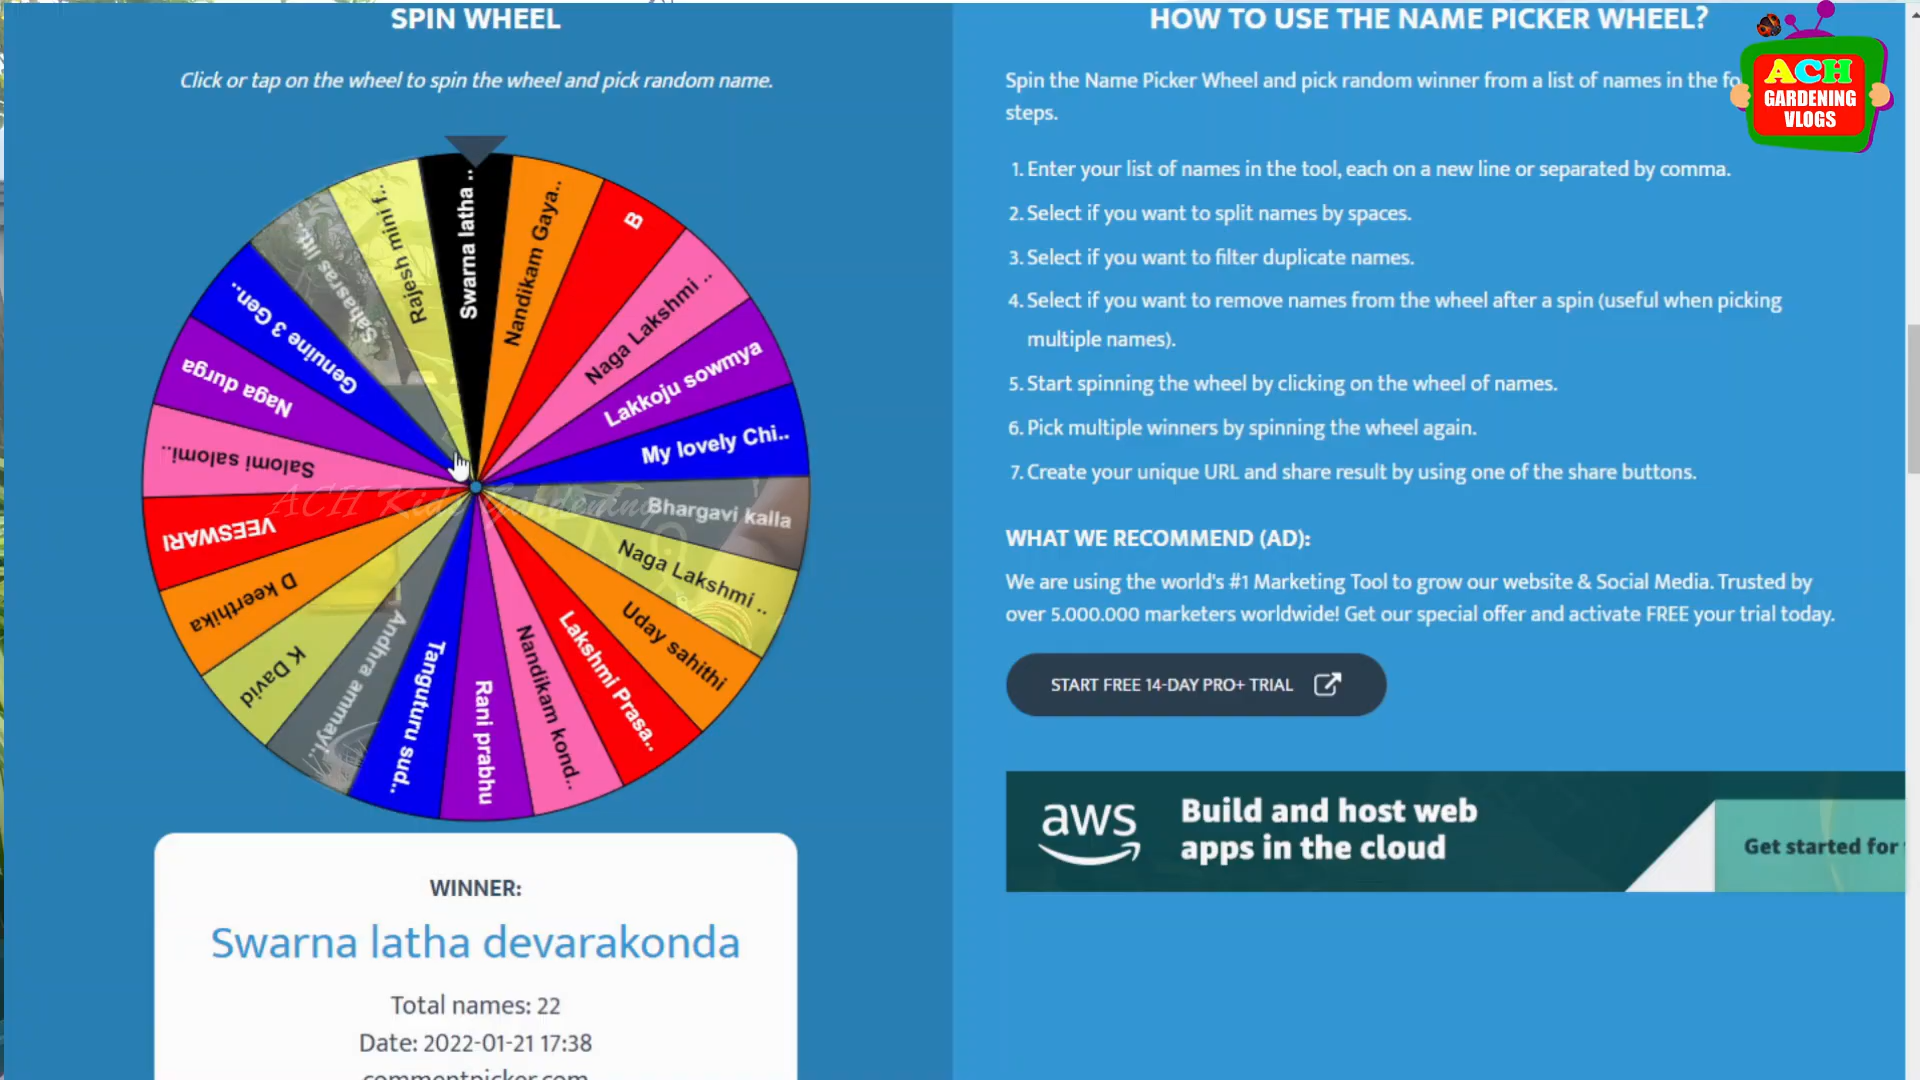 SPIN WHEEL
Click or tap on the wheel to spin the wheel and pick random name.
Swarna latha ..
Nandikam Gaya..
B
Naga Lakshmi ..
Lakkoju sowmya
My lovely Chi..
Bhargavi kalla
Naga Lakshmi ..
Uday sahithi
Lakshmi Prasa..
Nandikam kond..
Rani prabhu
Tanguturu sud..
Andhra ammayi..
K David
D keerthika
VEESWARI
Salomi salomi..
Naga durga
Genuine 3 Gen..
Sahasras litt..
Rajesh mini f..
ACH Kids Gardening
WINNER:
Swarna latha devarakonda
Total names: 22
Date: 2022-01-21 17:38
commentpicker.com
HOW TO USE THE NAME PICKER WHEEL?
Spin the Name Picker Wheel and pick random winner from a list of names in the
steps.
1. Enter your list of names in the tool, each on a new line or separated by comma.
2. Select if you want to split names by spaces.
3. Select if you want to filter duplicate names.
4. Select if you want to remove names from the wheel after a spin (useful when picking
multiple names).
5. Start spinning the wheel by clicking on the wheel of names.
6. Pick multiple winners by spinning the wheel again.
7. Create your unique URL and share result by using one of the share buttons.
WHAT WE RECOMMEND (AD):
We are using the world's #1 Marketing Tool to grow our website & Social Media. Trusted by
over 5.000.000 marketers worldwide! Get our special offer and activate FREE your trial today.
START FREE 14-DAY PRO+ TRIAL
aws
Build and host web
apps in the cloud
Get started for
ACH
GARDENING
VLOGS